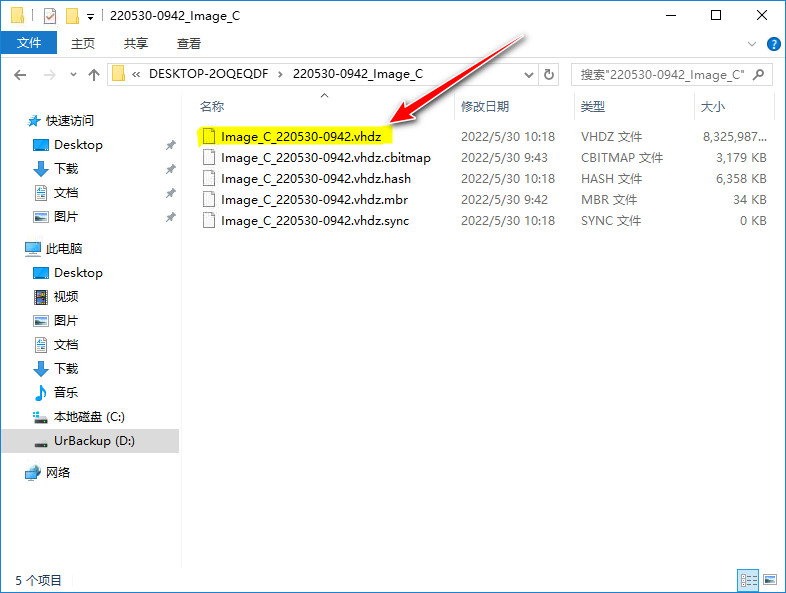 220530-0942_Image_C
文件 主页 共享 查看
« DESKTOP-2OQEQDF › 220530-0942_Image_C 搜索"220530-0942_Image_C"
名称 修改日期 类型 大小
Image_C_220530-0942.vhdz 2022/5/30 10:18 VHDZ 文件 8,325,987...
Image_C_220530-0942.vhdz.cbitmap 2022/5/30 9:43 CBITMAP 文件 3,179 KB
Image_C_220530-0942.vhdz.hash 2022/5/30 10:18 HASH 文件 6,358 KB
Image_C_220530-0942.vhdz.mbr 2022/5/30 9:42 MBR 文件 34 KB
Image_C_220530-0942.vhdz.sync 2022/5/30 10:18 SYNC 文件 0 KB
快速访问
Desktop
下载
文档
图片
此电脑
Desktop
视频
图片
文档
下载
音乐
本地磁盘 (C:)
UrBackup (D:)
网络
5 个项目